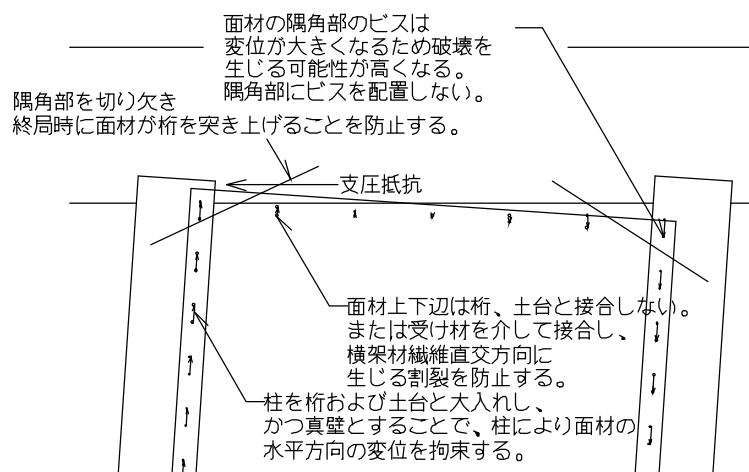 面材の隅角部のビスは
変位が大きくなるため破壊を
生じる可能性が高くなる。
隅角部にビスを配置しない。
隅角部を切り欠き
終局時に面材が桁を突き上げることを防止する。
支圧抵抗
面材上下辺は桁、土台と接合しない。
または受け材を介して接合し、
横架材繊維直交方向に
生じる割裂を防止する。
柱を桁および土台と大入れし、
かつ真壁とすることで、柱により面材の
水平方向の変位を拘束する。